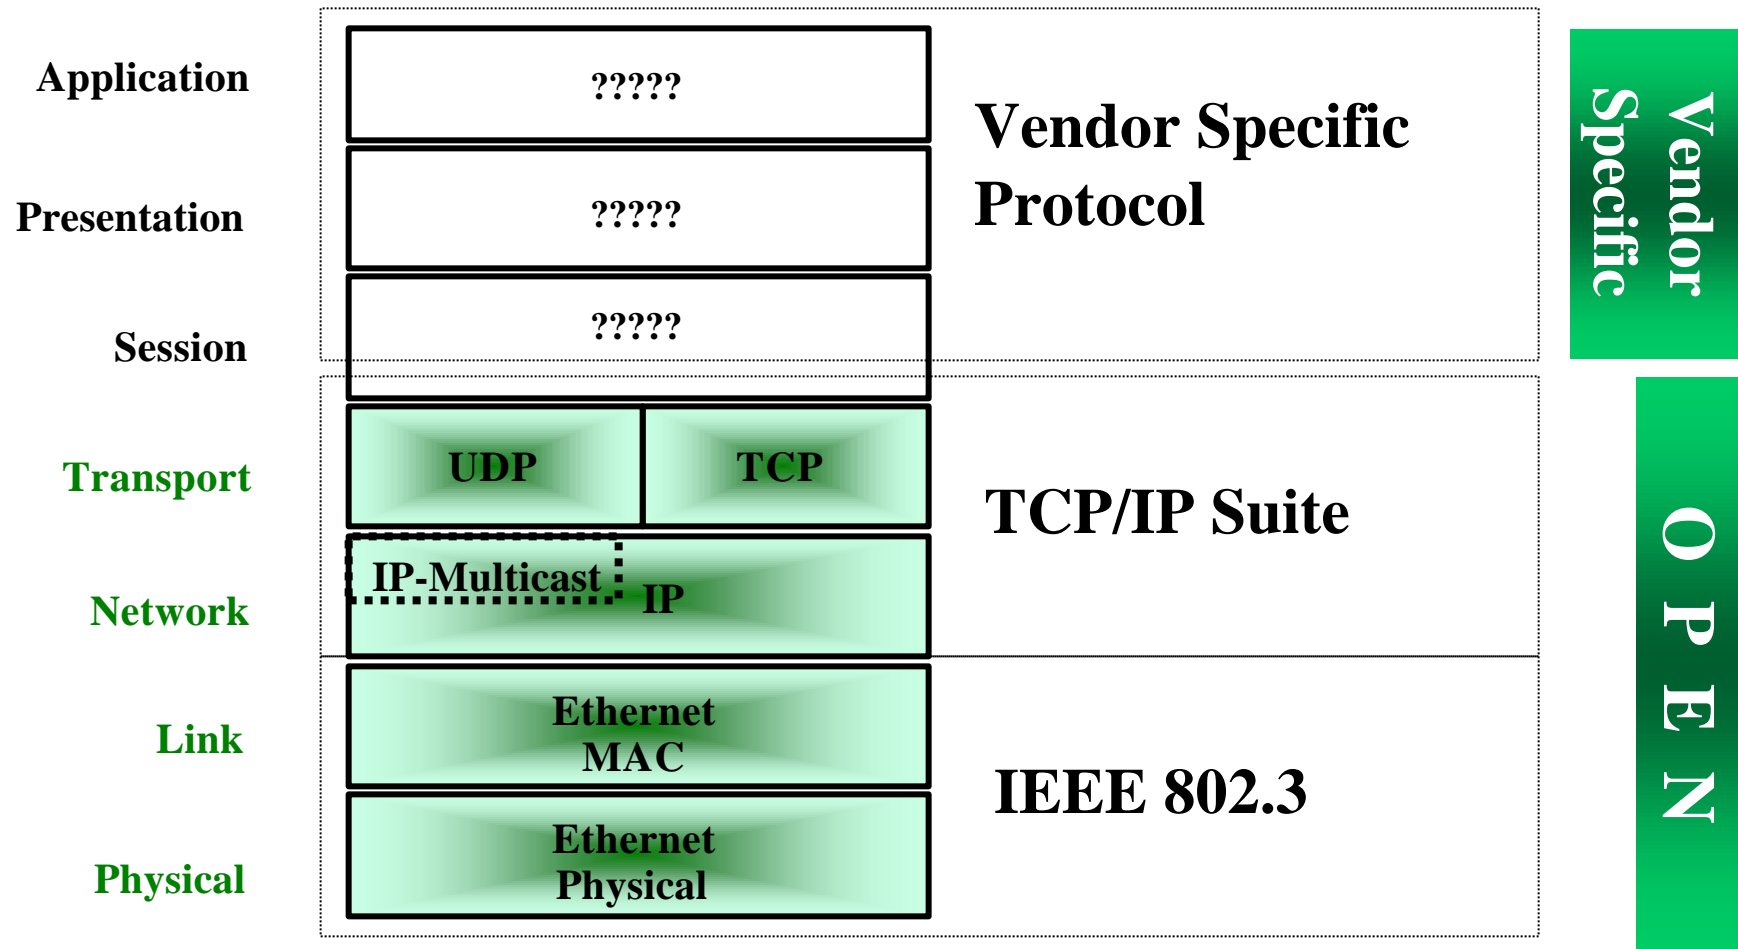 Application
?????
Vendor Specific
Protocol
Vendor
Specific
Presentation
?????
Session
?????
Transport
UDP
TCP
TCP/IP Suite
OPEN
IP-Multicast
IP
Network
Link
Ethernet
MAC
IEEE 802.3
Physical
Ethernet
Physical